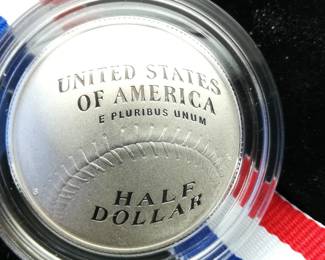 UNITED STATES
OF AMERICA
E PLURIBUS UNUM
HALF
DOLLAR